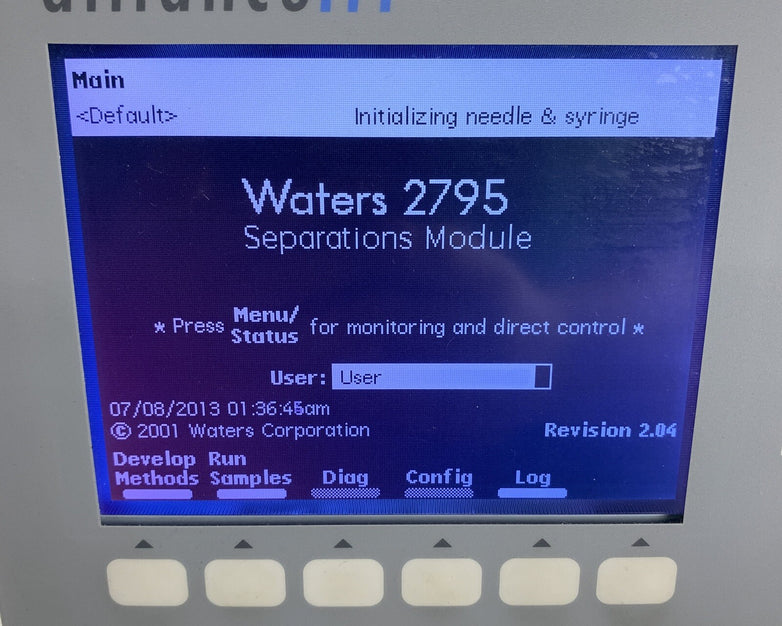 Main
<Default> Initializing needle & syringe
Waters 2795
Separations Module
* Press Menu/ Status for monitoring and direct control *
User: User
07/08/2013 01:36:45am
© 2001 Waters Corporation Revision 2.04
Develop Methods Run Samples Diag Config Log